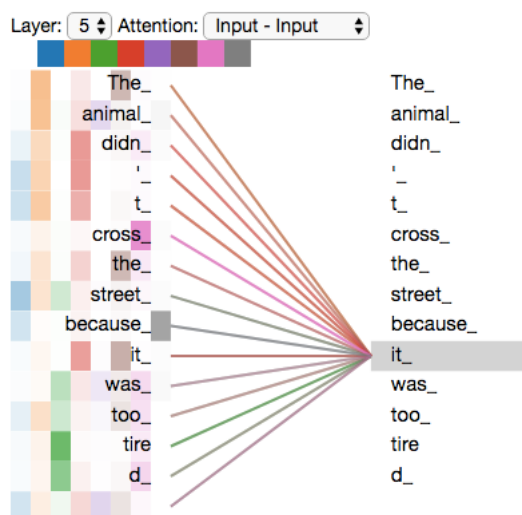 Layer: 5 Attention: Input - Input
The_ The_
animal_ animal_
didn_ didn_
'_ '_
t_ t_
cross_ cross_
the_ the_
street_ street_
because_ because_
it_ it_
was_ was_
too_ too_
tire tire
d_ d_